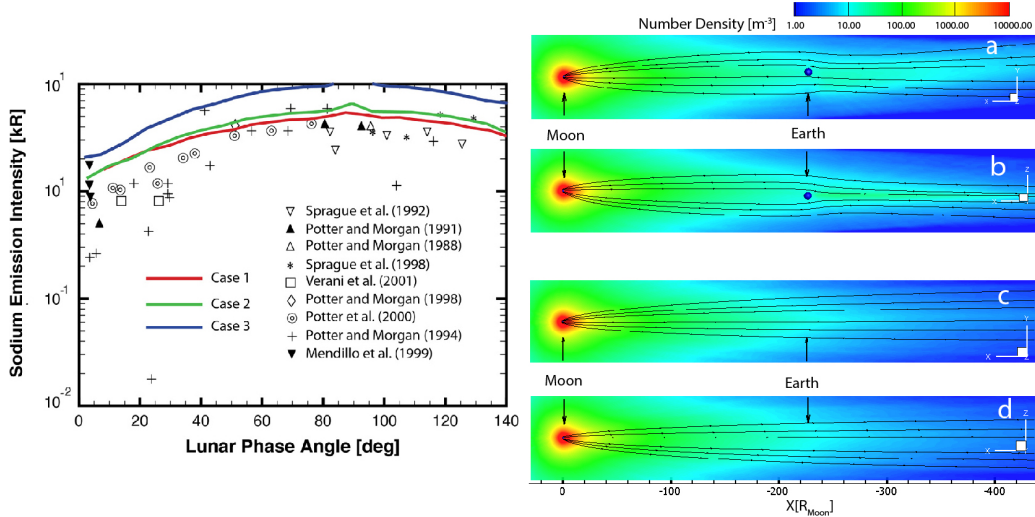 Sodium Emission Intensity [kR]
10¹
10⁰
10⁻¹
10⁻²
Case 1
Case 2
Case 3
Sprague et al. (1992)
Potter and Morgan (1991)
Potter and Morgan (1988)
Sprague et al. (1998)
Verani et al. (2001)
Potter and Morgan (1998)
Potter et al. (2000)
Potter and Morgan (1994)
Mendillo et al. (1999)
0 20 40 60 80 100 120 140
Lunar Phase Angle [deg]
Number Density [m⁻³]
1.00 10.00 100.00 1000.00 10000.00
a
Y
X Z
Moon Earth
b
Z
X
c
Y
X Z
Moon Earth
d
Z
X Y
0 -100 -200 -300 -400
X[R_Moon]